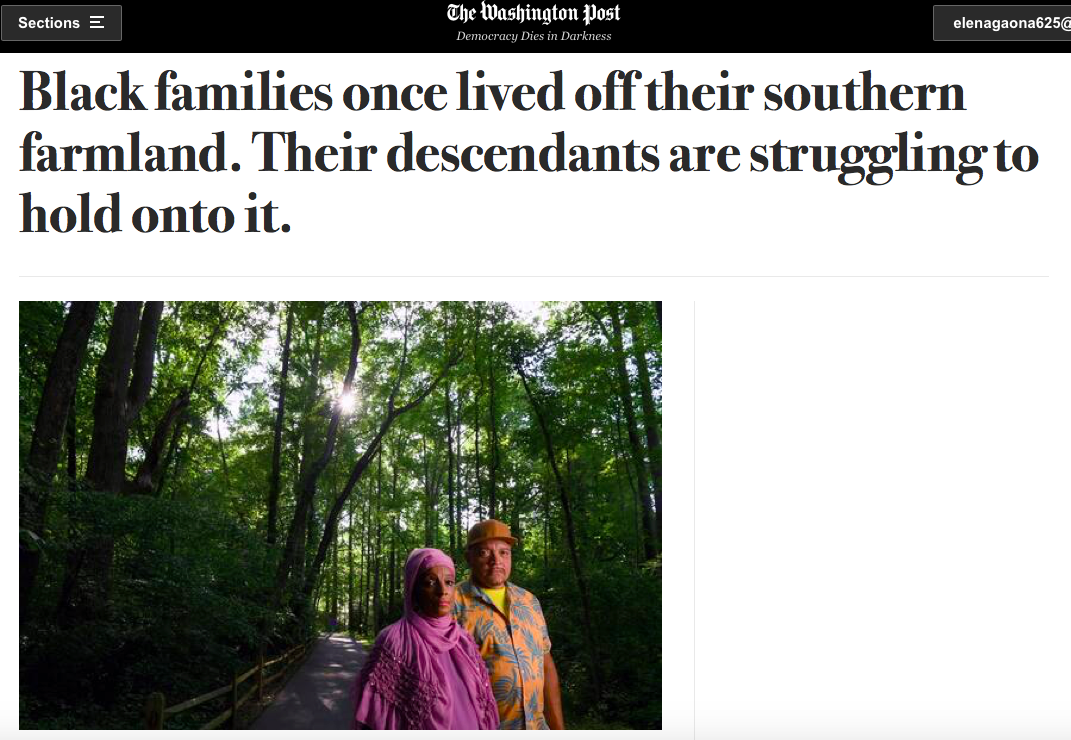 Sections
The Washington Post
Democracy Dies in Darkness
elenagaona625@
Black families once lived off their southern
farmland. Their descendants are struggling to
hold onto it.